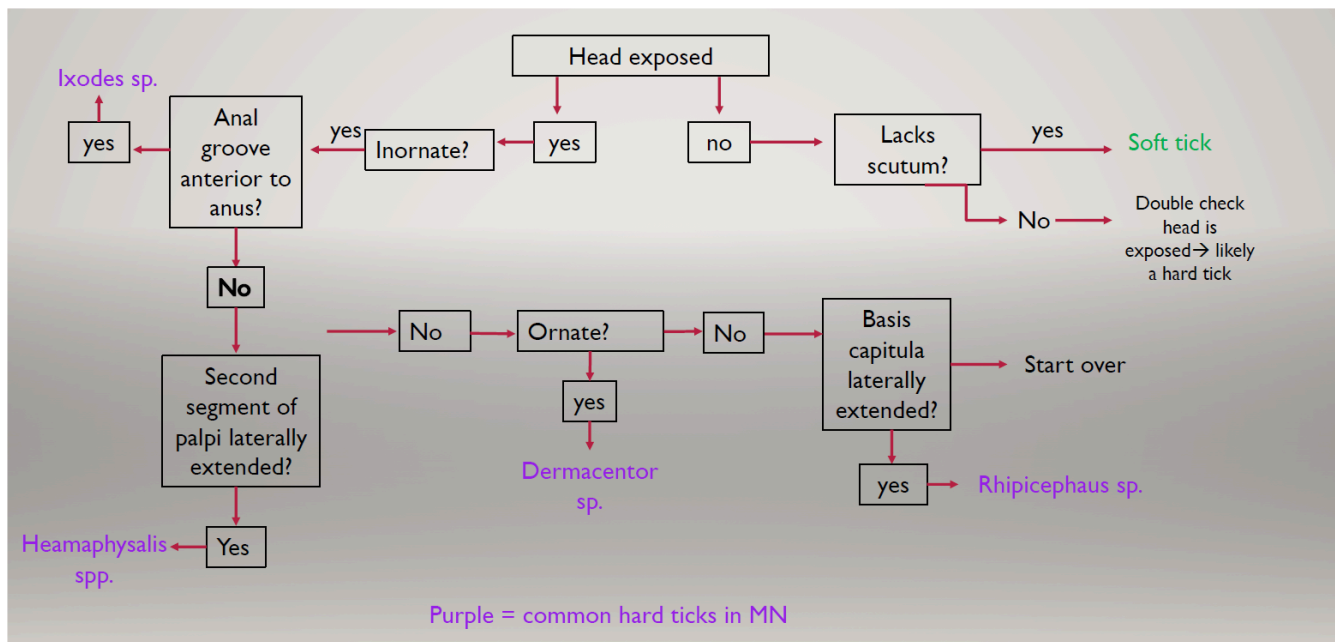 Head exposed
Ixodes sp.
yes
Anal
groove
anterior to
anus?
yes
Inornate?
yes
no
Lacks
scutum?
yes
Soft tick
No
Double check
head is
exposed→ likely
a hard tick
No
Second
segment of
palpi laterally
extended?
Yes
Heamaphysalis
spp.
No
Ornate?
yes
Dermacentor
sp.
No
Basis
capitula
laterally
extended?
Start over
yes
Rhipicephaus sp.
Purple = common hard ticks in MN